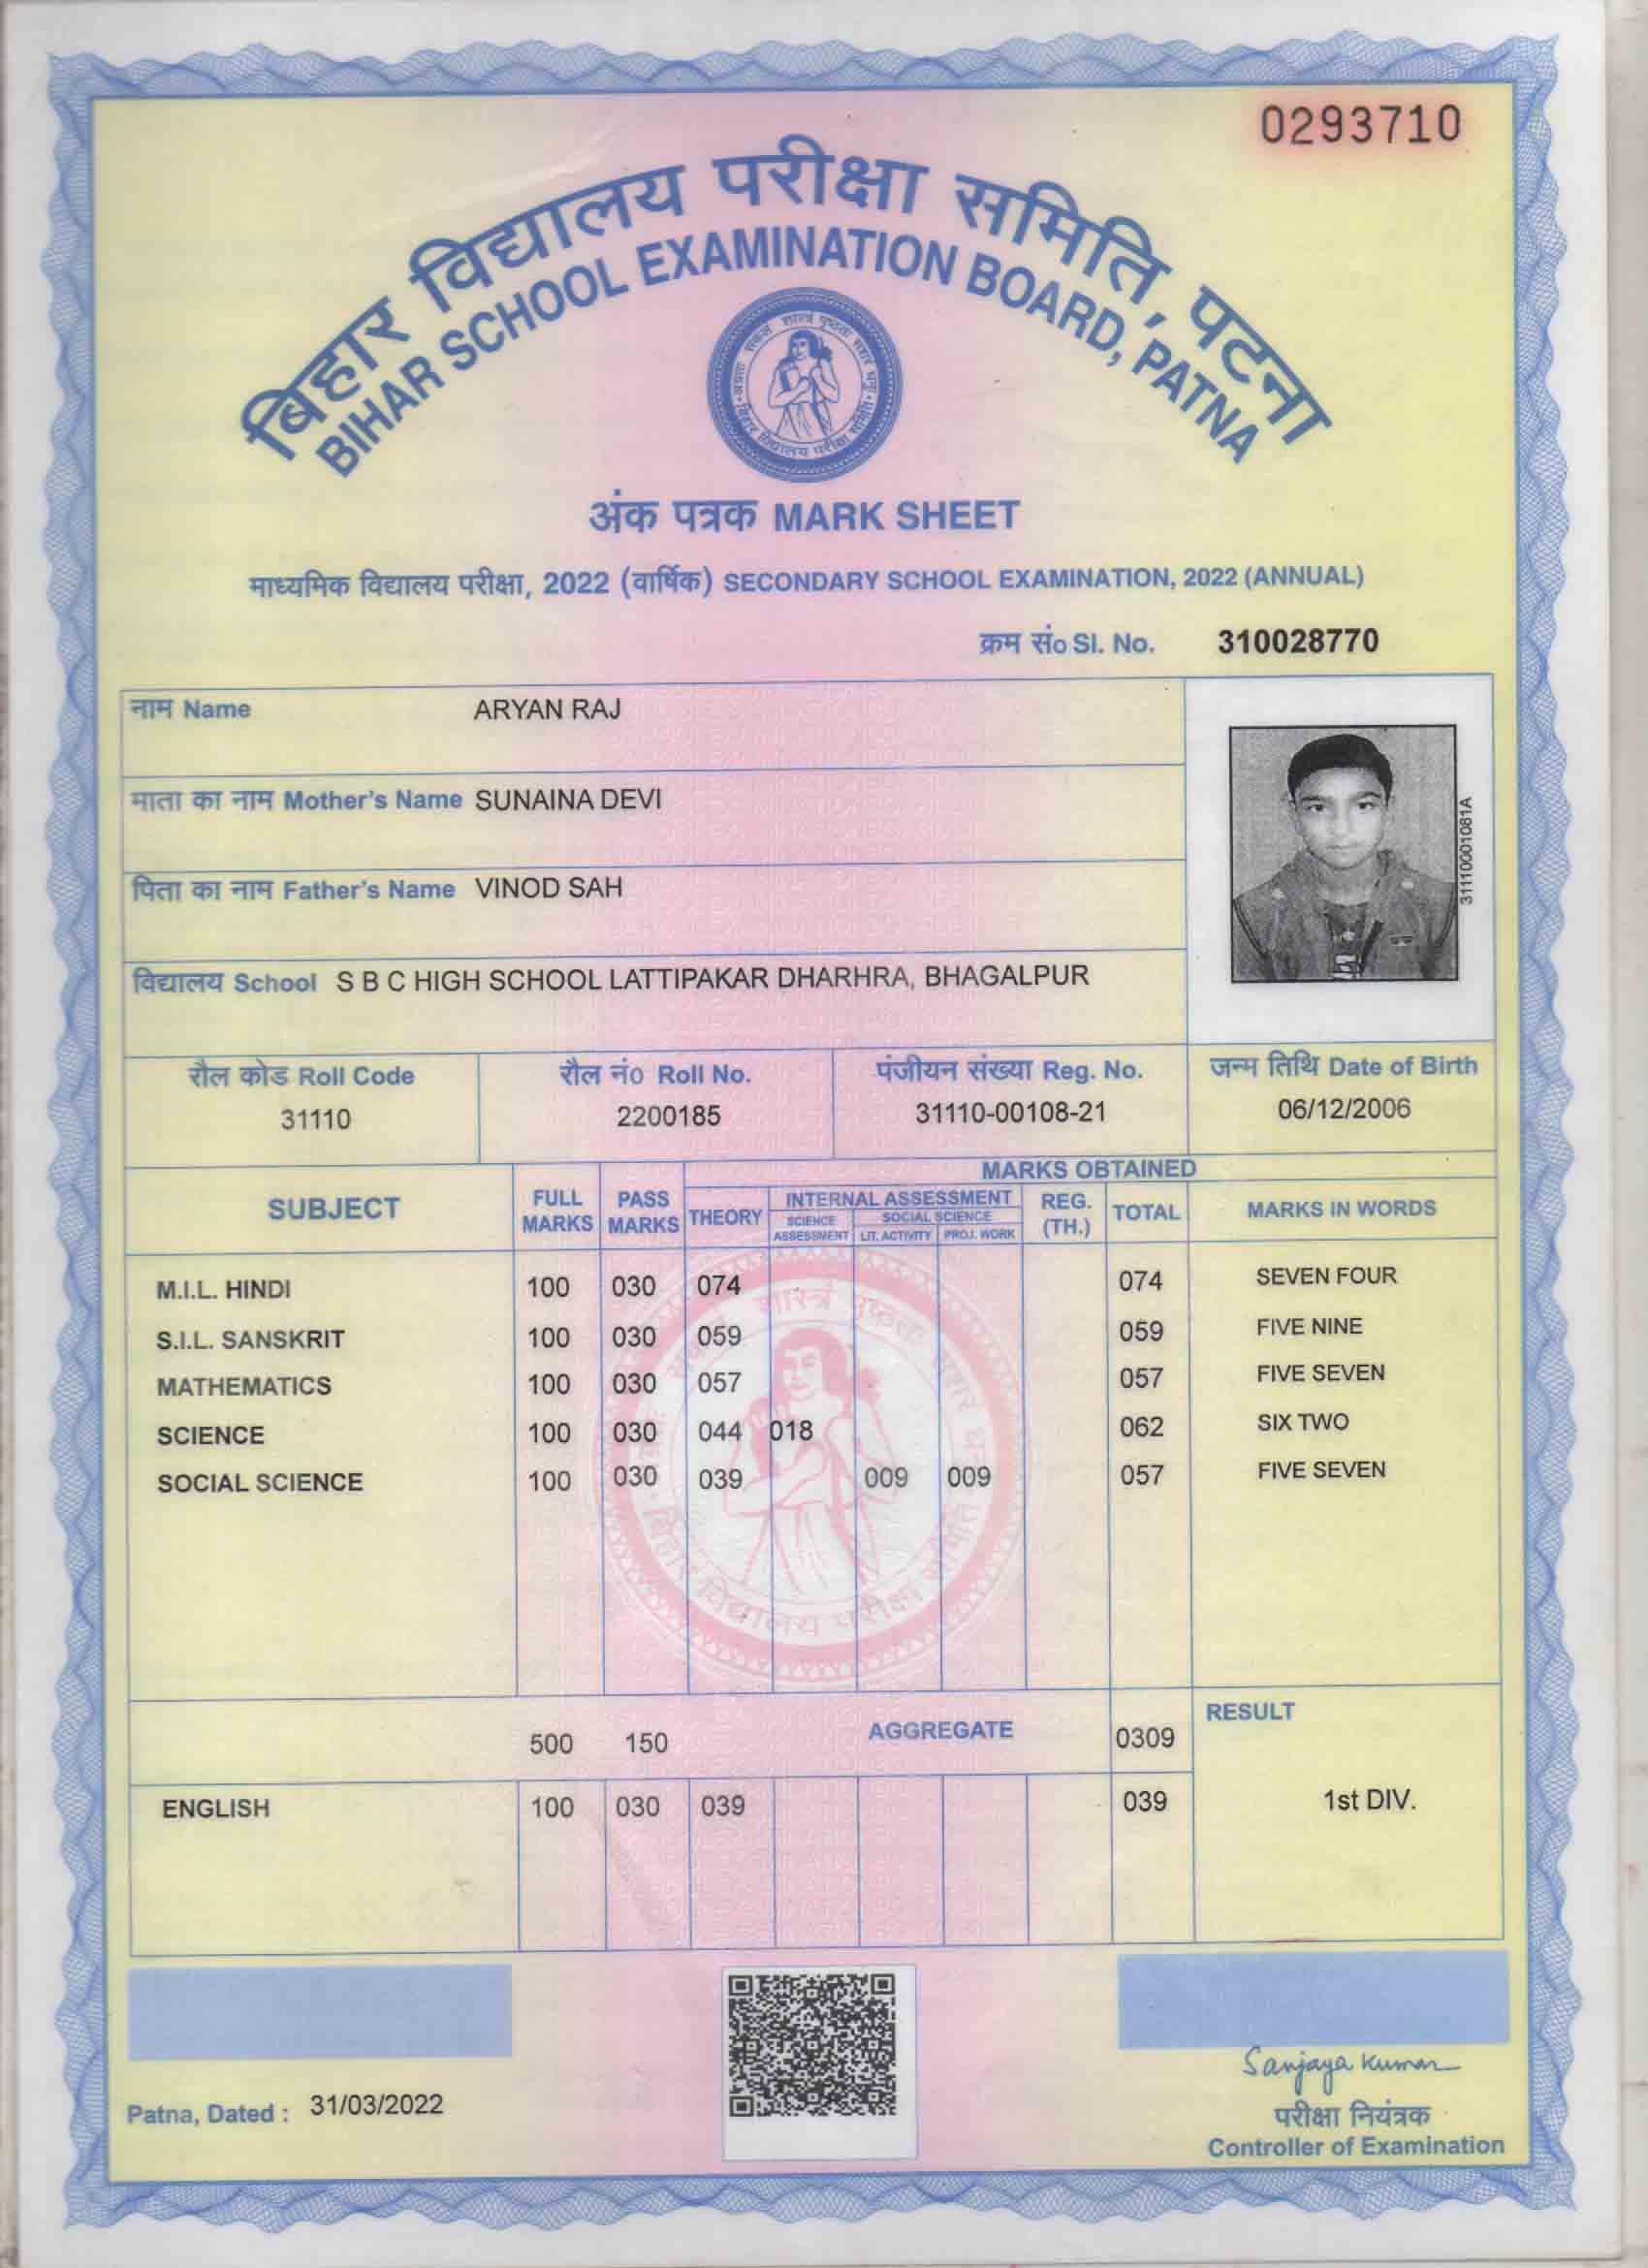 0293710
बिहार विद्यालय परीक्षा समिति, पटना
BIHAR SCHOOL EXAMINATION BOARD, PATNA
अंक पत्रक MARK SHEET
माध्यमिक विद्यालय परीक्षा, 2022 (वार्षिक) SECONDARY SCHOOL EXAMINATION, 2022 (ANNUAL)
क्रम सं० Sl. No. 310028770
नाम Name ARYAN RAJ
माता का नाम Mother's Name SUNAINA DEVI
पिता का नाम Father's Name VINOD SAH
विद्यालय School S B C HIGH SCHOOL LATTIPAKAR DHARHRA, BHAGALPUR
31110001081A
रौल कोड Roll Code रौल नं० Roll No. पंजीयन संख्या Reg. No. जन्म तिथि Date of Birth
31110 2200185 31110-00108-21 06/12/2006
MARKS OBTAINED
SUBJECT FULL MARKS PASS MARKS THEORY INTERNAL ASSESSMENT REG. (TH.) TOTAL MARKS IN WORDS
SCIENCE ASSESSMENT SOCIAL SCIENCE
LIT. ACTIVITY PROJ. WORK
M.I.L. HINDI 100 030 074 074 SEVEN FOUR
S.I.L. SANSKRIT 100 030 059 059 FIVE NINE
MATHEMATICS 100 030 057 057 FIVE SEVEN
SCIENCE 100 030 044 018 062 SIX TWO
SOCIAL SCIENCE 100 030 039 009 009 057 FIVE SEVEN
विद्यालय परीक्षा समिति
500 150 AGGREGATE 0309 RESULT
ENGLISH 100 030 039 039 1st DIV.
Sanjaya Kumar
Patna, Dated : 31/03/2022
परीक्षा नियंत्रक
Controller of Examination